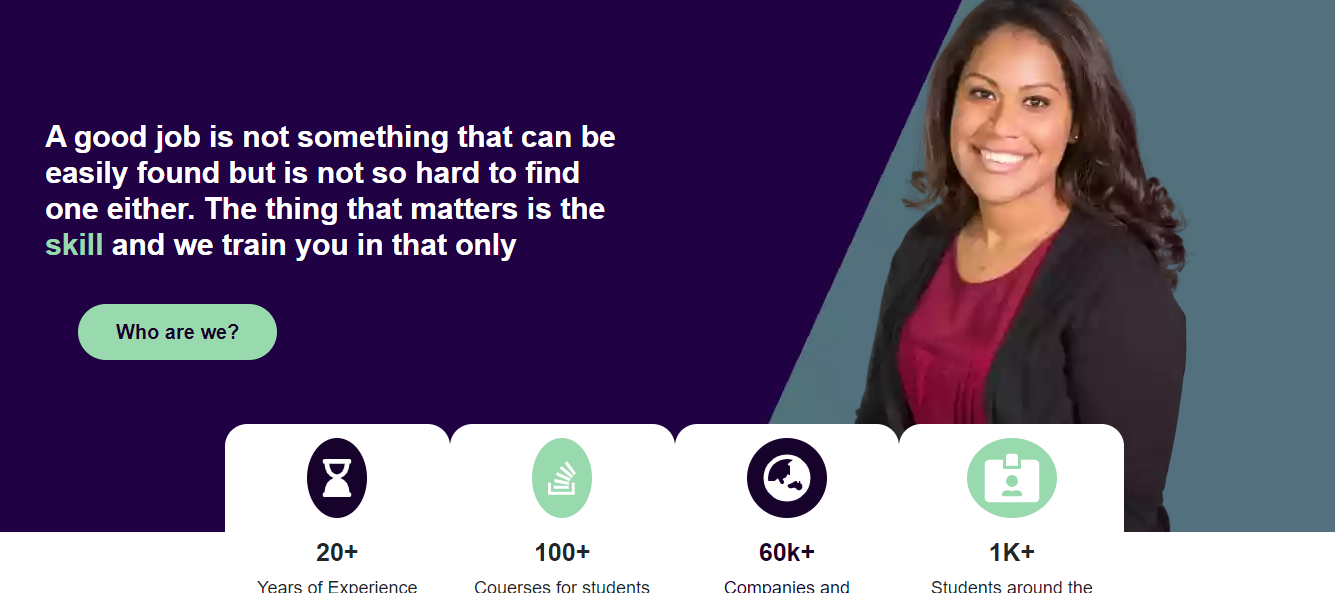 A good job is not something that can be
easily found but is not so hard to find
one either. The thing that matters is the
skill and we train you in that only
Who are we?
20+
100+
60k+
1K+
Years of Experience
Couerses for students
Companies and
Students around the